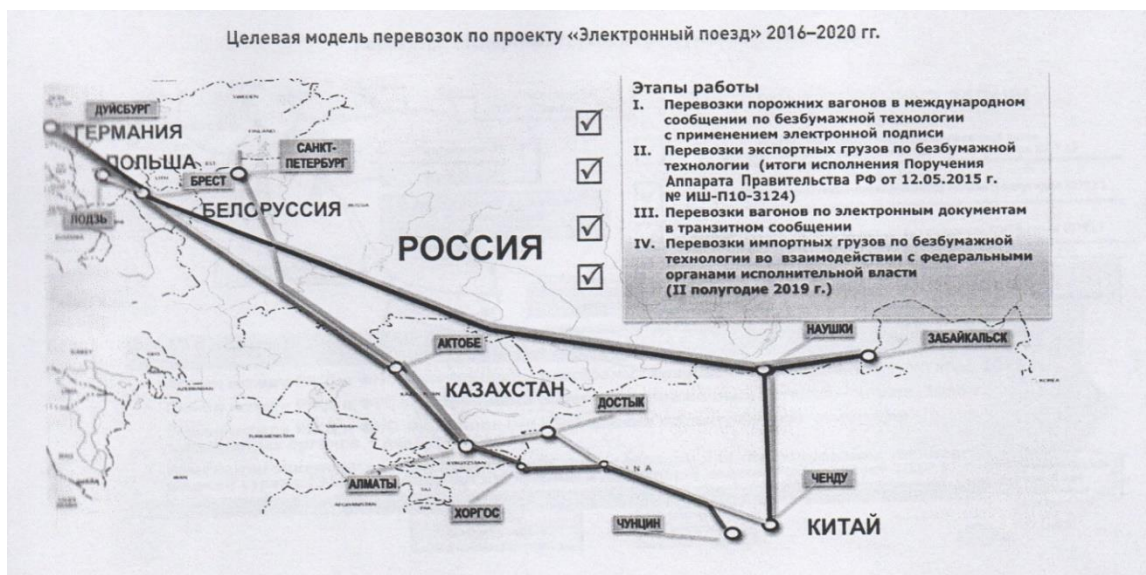 Целевая модель перевозок по проекту «Электронный поезд» 2016–2020 гг.
Этапы работы
I. Перевозки порожних вагонов в международном
сообщении по безбумажной технологии
с применением электронной подписи
II. Перевозки экспортных грузов по безбумажной
технологии (итоги исполнения Поручения
Аппарата Правительства РФ от 12.05.2015 г.
№ ИШ-П10-3124)
III. Перевозки вагонов по электронным документам
в транзитном сообщении
IV. Перевозки импортных грузов по безбумажной
технологии во взаимодействии с федеральными
органами исполнительной власти
(II полугодие 2019 г.)
ДУЙСБУРГ
ГЕРМАНИЯ
ПОЛЬША
САНКТ-
ПЕТЕРБУРГ
БРЕСТ
ЛОДЗЬ
БЕЛОРУССИЯ
РОССИЯ
НАУШКИ
ЗАБАЙКАЛЬСК
АКТОБЕ
КАЗАХСТАН
ДОСТЫК
АЛМАТЫ
ХОРГОС
ЧЕНДУ
ЧУНЦИН
КИТАЙ